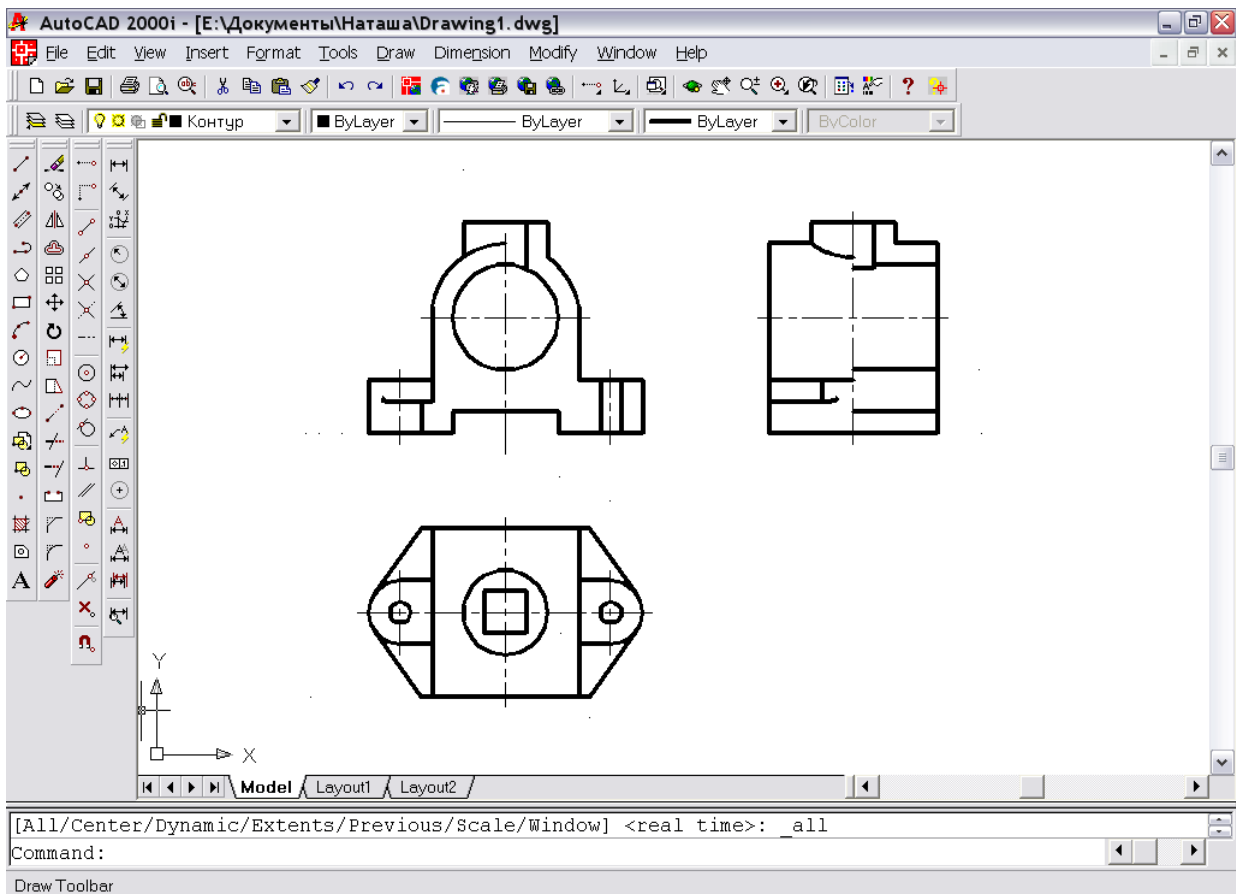 AutoCAD 2000i - [E:\Документы\Наташа\Drawing1.dwg]
File Edit View Insert Format Tools Draw Dimension Modify Window Help
?
Контур ByLayer ByLayer ByLayer ByColor
A
Y
X
Model Layout1 Layout2
[All/Center/Dynamic/Extents/Previous/Scale/Window] <real time>: _all
Command:
Draw Toolbar